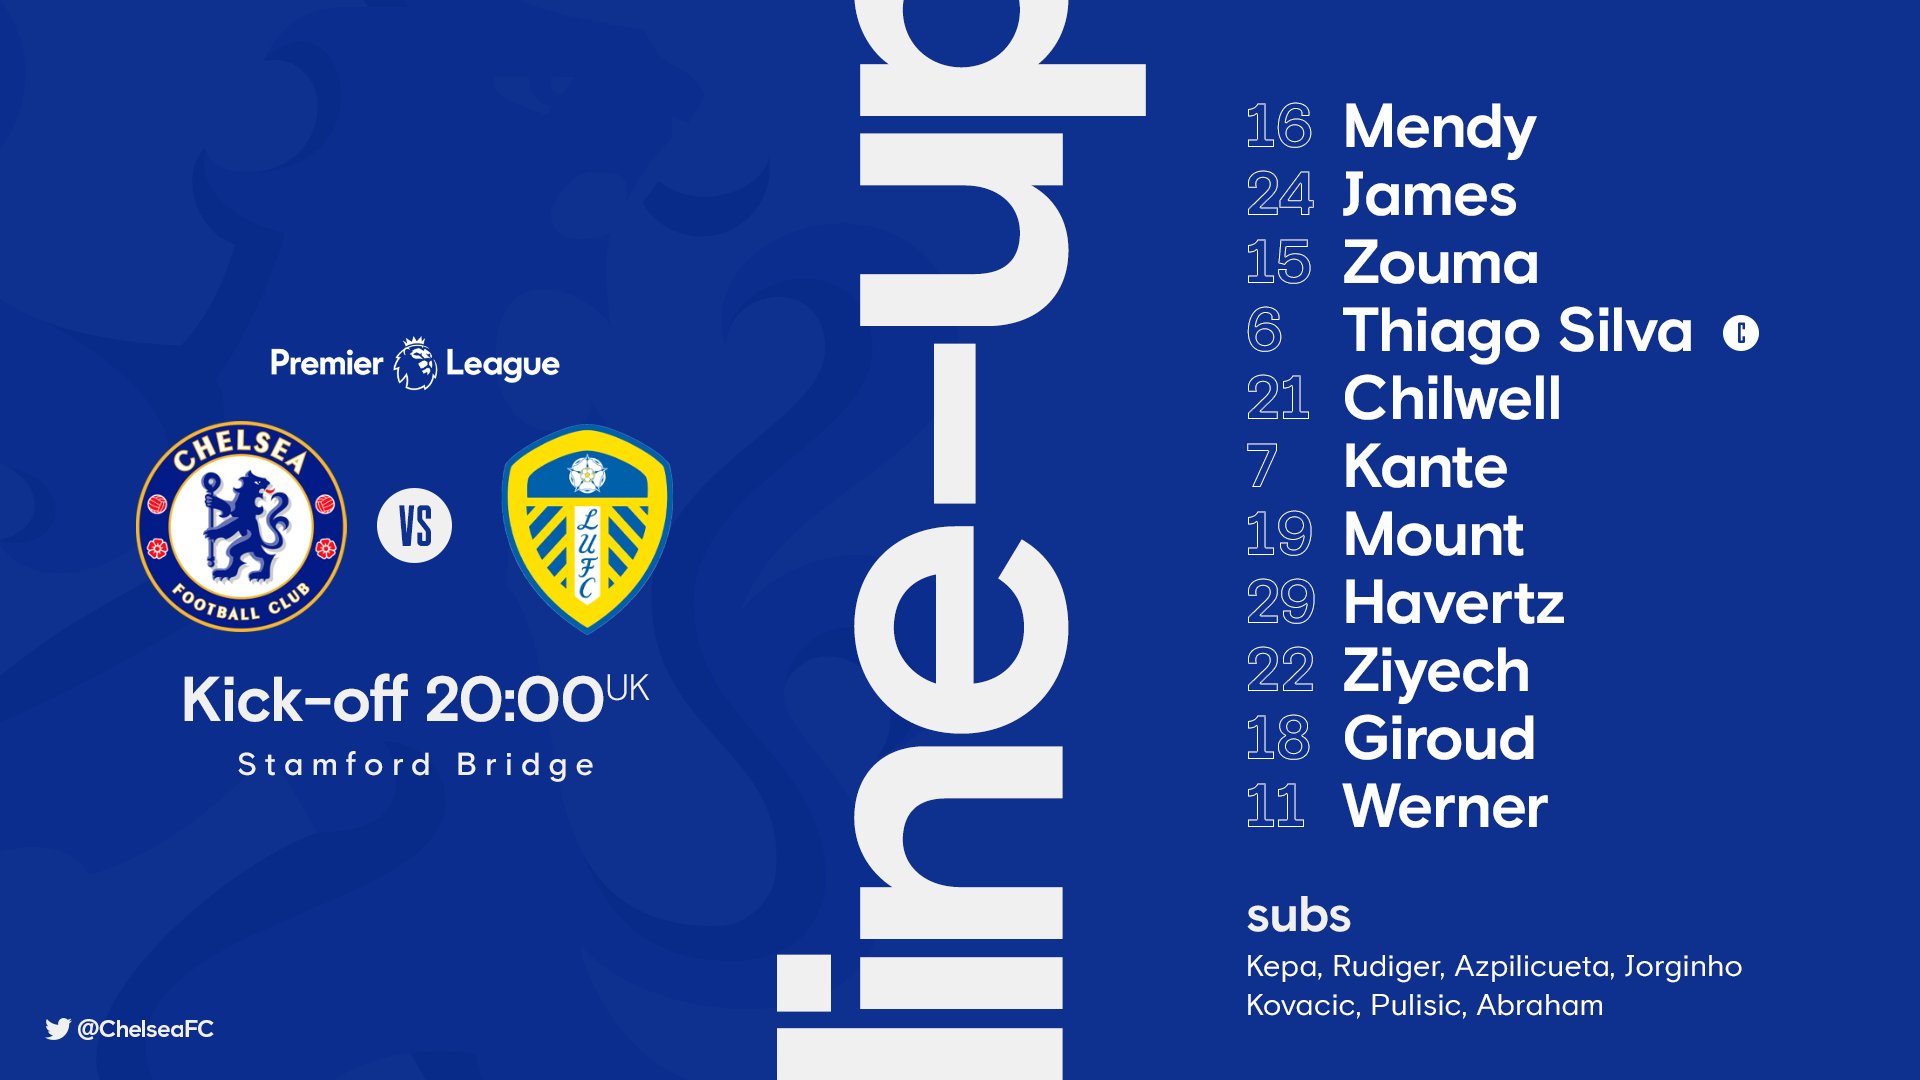 Premier League
CHELSEA
FOOTBALL CLUB
VS
LUFC
Kick-off 20:00 UK
Stamford Bridge
@ChelseaFC
line-up
16 Mendy
24 James
15 Zouma
6 Thiago Silva C
21 Chilwell
7 Kante
19 Mount
29 Havertz
22 Ziyech
18 Giroud
11 Werner
subs
Kepa, Rudiger, Azpilicueta, Jorginho
Kovacic, Pulisic, Abraham